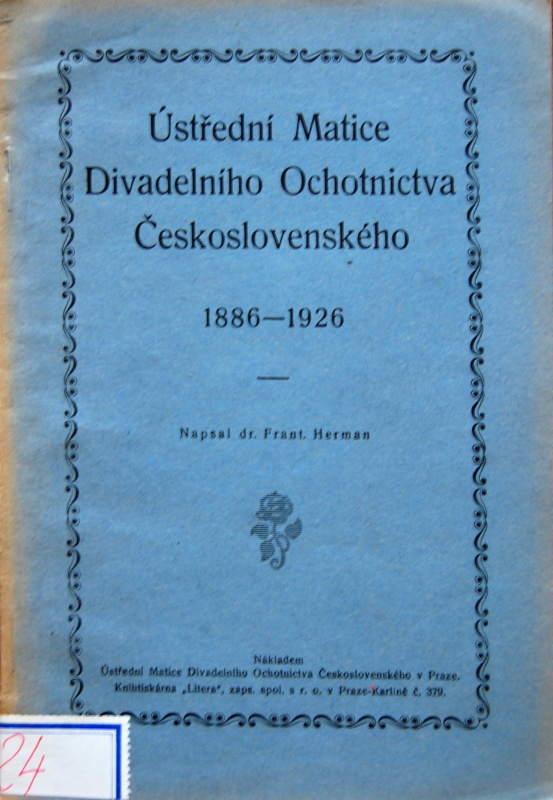 Ústřední Matice
Divadelního Ochotnictva
Československého
1886—1926
Napsal dr. Frant. Herman
Nákladem
Ústřední Matice Divadelního Ochotnictva Československého v Praze.
Knihtiskárna „Litera“, zaps. spol. s r. o. v Praze-Karlíně č. 379.
24